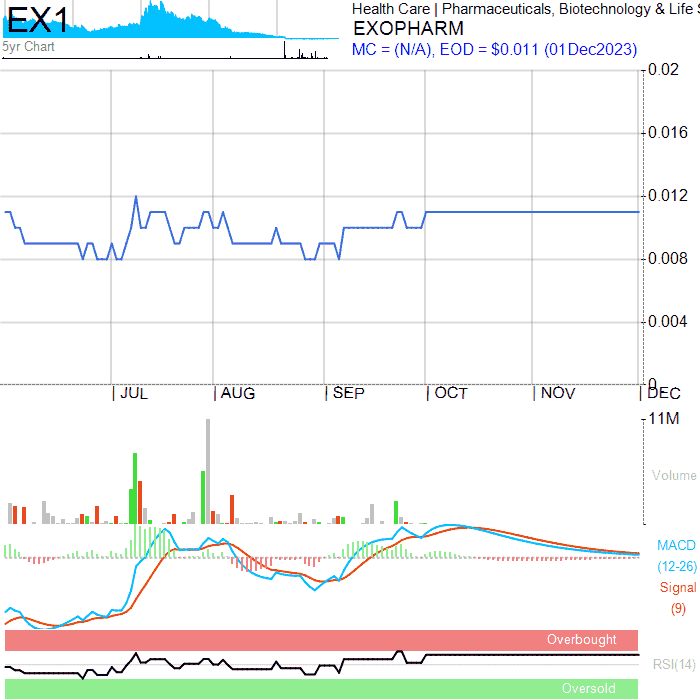 EX1
Health Care | Pharmaceuticals, Biotechnology & Life S
EXOPHARM
5yr Chart
MC = (N/A), EOD = $0.011 (01Dec2023)
0.02
0.016
0.012
0.008
0.004
0
| JUL | AUG | SEP | OCT | NOV | DEC
11M
Volume
MACD
(12-26)
Signal
(9)
Overbought
RSI(14)
Oversold